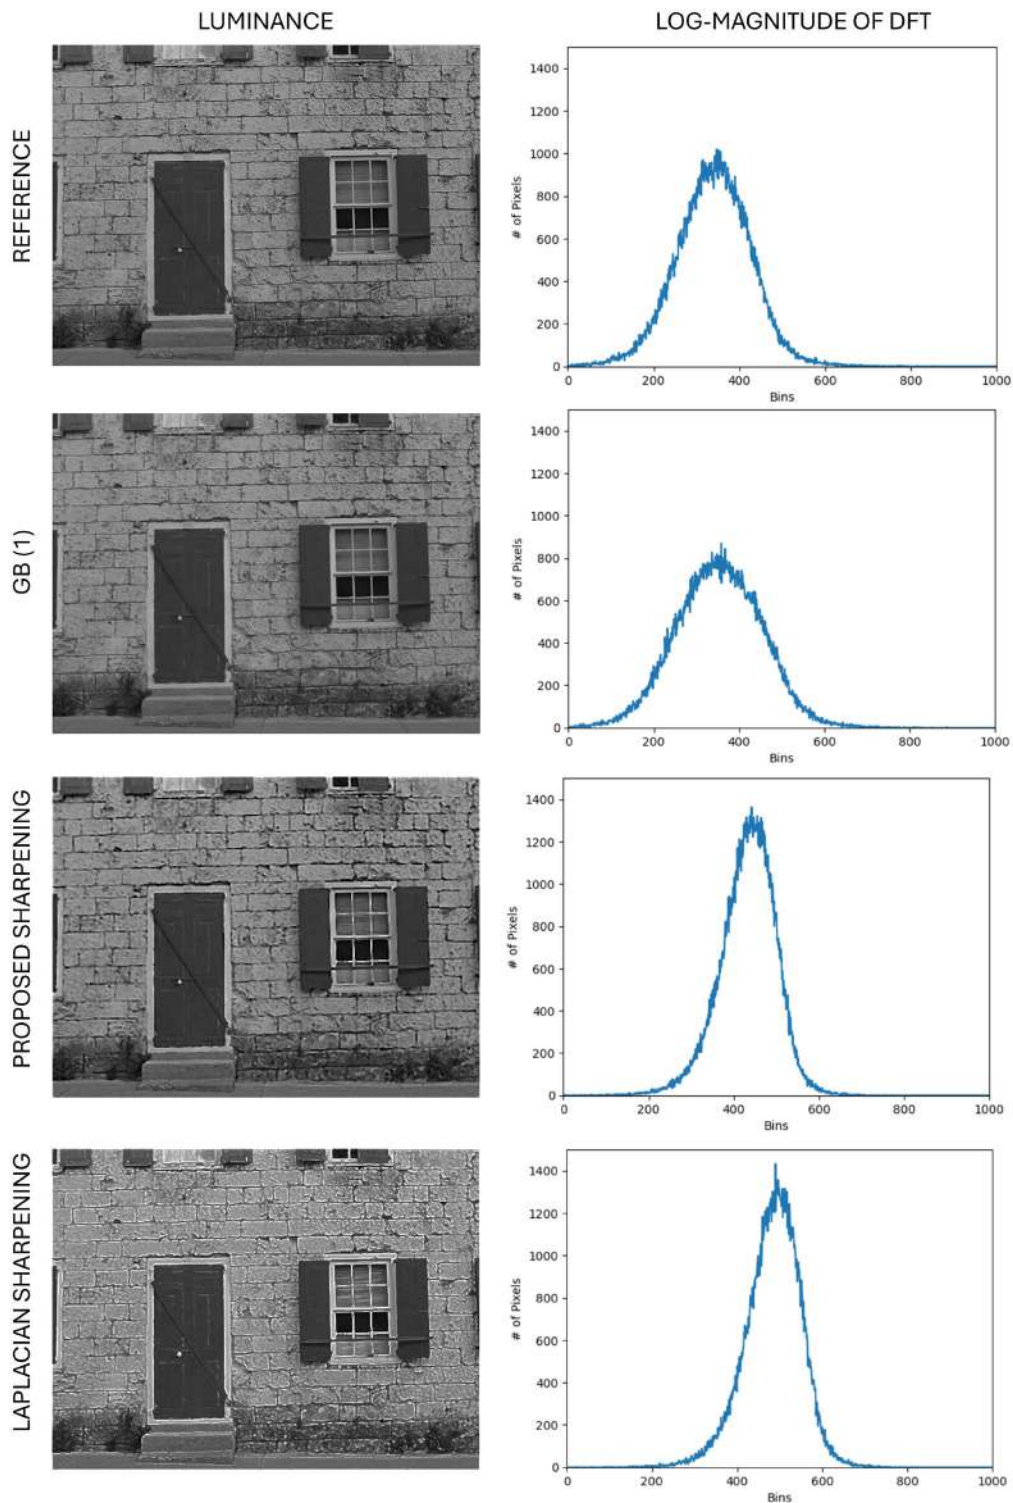 LUMINANCE
LOG-MAGNITUDE OF DFT
REFERENCE
1400
1200
1000
800
600
400
200
0
# of Pixels
0 200 400 600 800 1000
Bins
GB (1)
1400
1200
1000
800
600
400
200
0
# of Pixels
0 200 400 600 800 1000
Bins
PROPOSED SHARPENING
1400
1200
1000
800
600
400
200
0
# of Pixels
0 200 400 600 800 1000
Bins
LAPLACIAN SHARPENING
1400
1200
1000
800
600
400
200
0
# of Pixels
0 200 400 600 800 1000
Bins